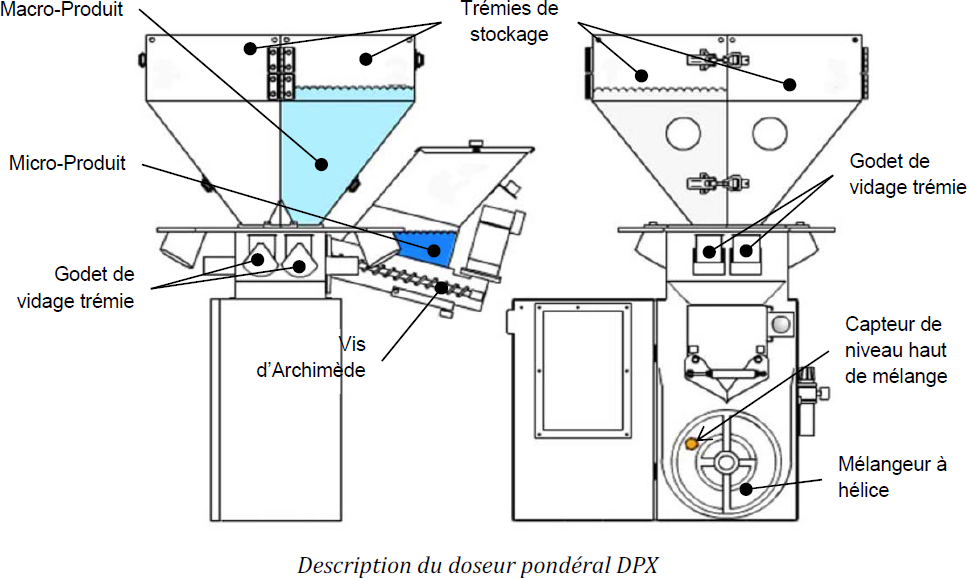 Macro-Produit
Trémies de
stockage
Micro-Produit
Godet de
vidage trémie
Godet de
vidage trémie
Vis
d'Archimède
Capteur de
niveau haut
de mélange
Mélangeur à
hélice
Description du doseur pondéral DPX